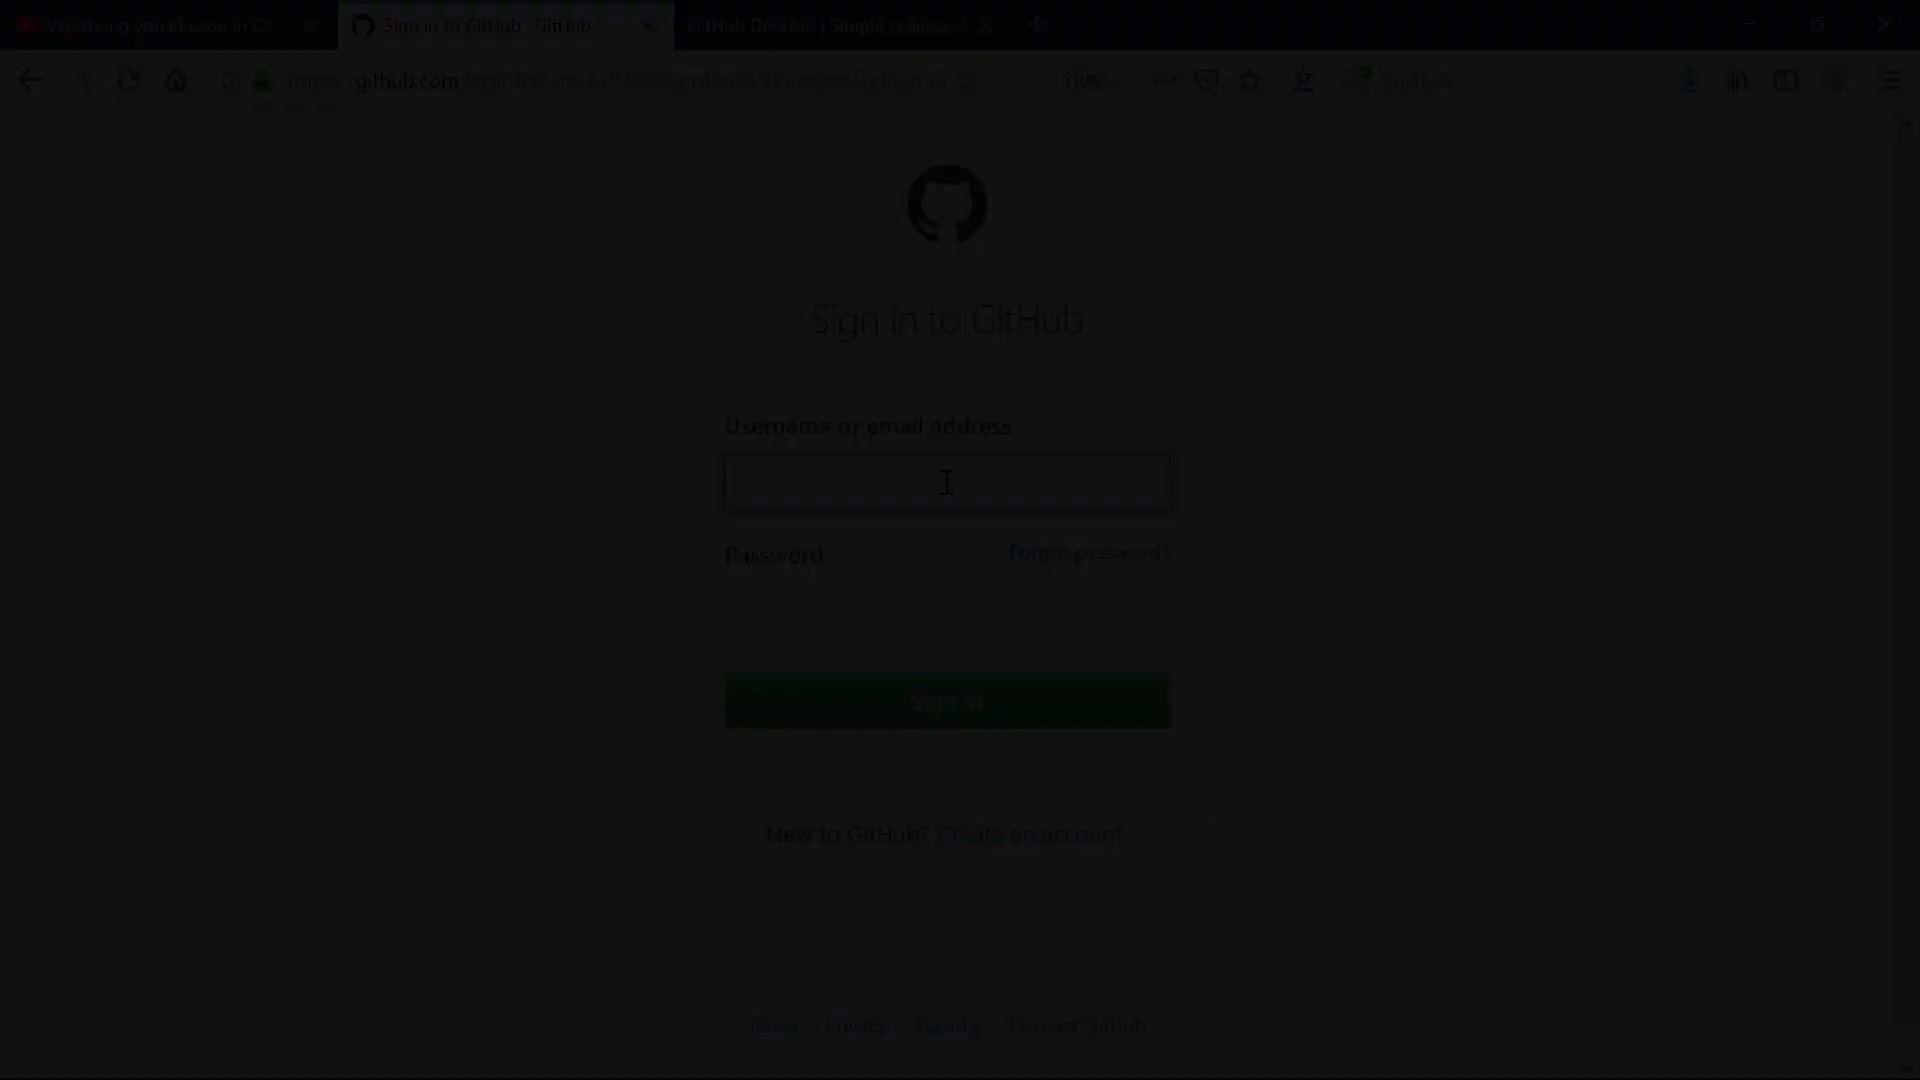 Vererbung von Klassen in C#
Sign in to GitHub · GitHub
GitHub Desktop | Simple collabor
github.com
110%
Suchen
Sign in to GitHub
Username or email address
Password
Forgot password?
Sign in
New to GitHub? Create an account.
Terms Privacy Security Contact GitHub